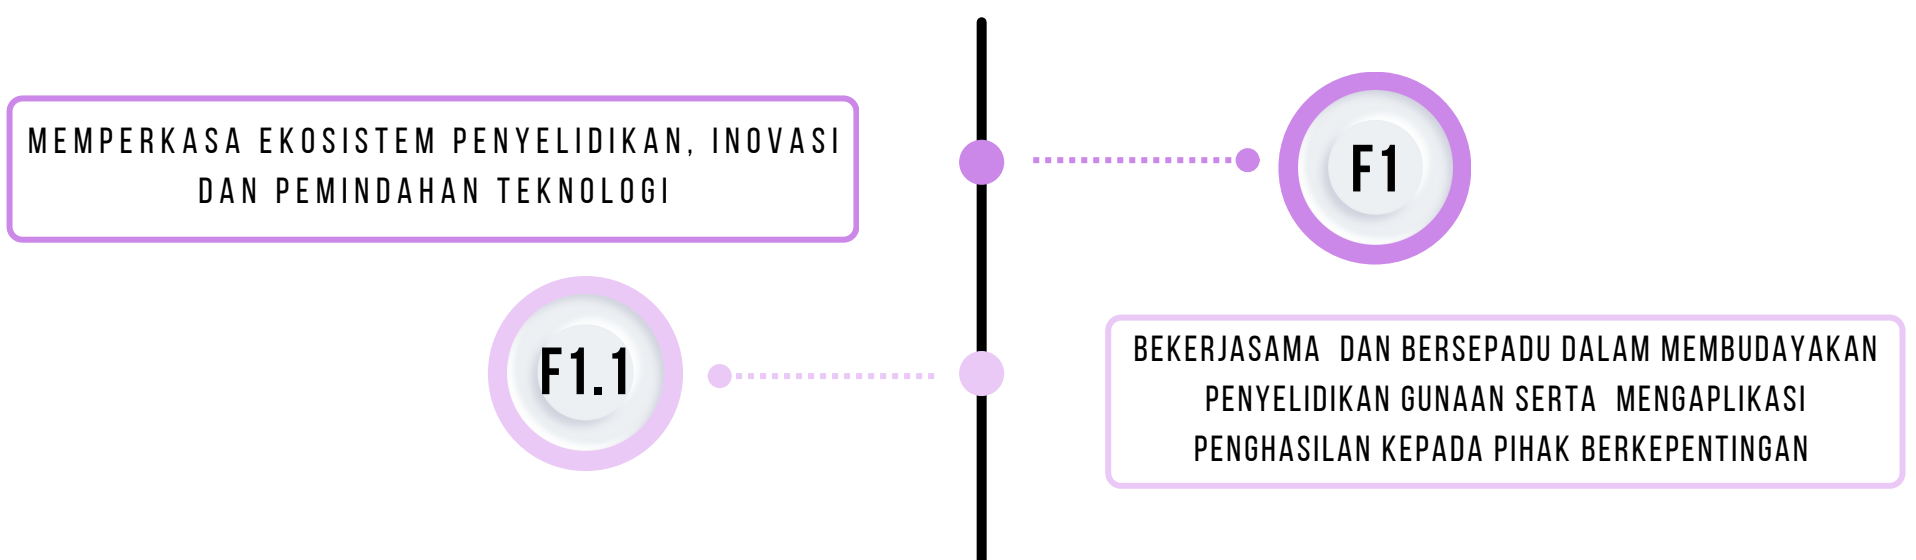 MEMPERKASA EKOSISTEM PENYELIDIKAN, INOVASI
DAN PEMINDAHAN TEKNOLOGI
F1
F1.1
BEKERJASAMA DAN BERSEPADU DALAM MEMBUDAYAKAN
PENYELIDIKAN GUNAAN SERTA MENGAPLIKASI
PENGHASILAN KEPADA PIHAK BERKEPENTINGAN